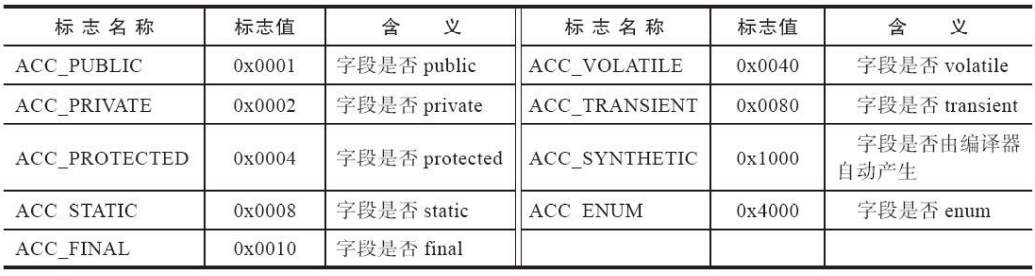 标志名称 标志值 含义 标志名称 标志值 含义
ACC_PUBLIC 0x0001 字段是否 public ACC_VOLATILE 0x0040 字段是否 volatile
ACC_PRIVATE 0x0002 字段是否 private ACC_TRANSIENT 0x0080 字段是否 transient
ACC_PROTECTED 0x0004 字段是否 protected ACC_SYNTHETIC 0x1000 字段是否由编译器
自动产生
ACC_STATIC 0x0008 字段是否 static ACC_ENUM 0x4000 字段是否 enum
ACC_FINAL 0x0010 字段是否 final